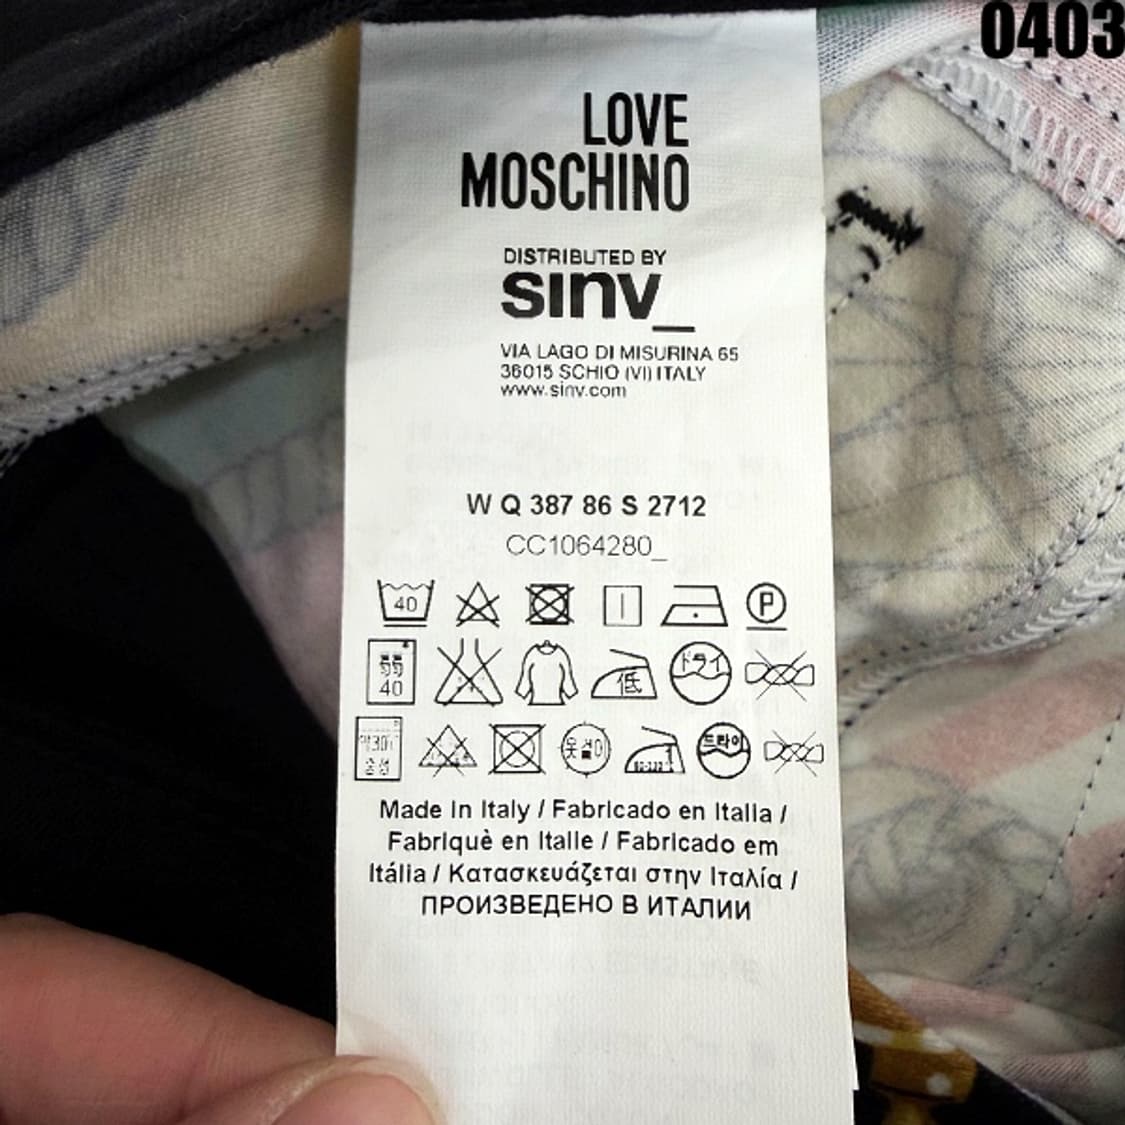 0403
LOVE
MOSCHINO
DISTRIBUTED BY
sinv_
VIA LAGO DI MISURINA 65
36015 SCHIO (VI) ITALY
www.sinv.com
W Q 387 86 S 2712
CC1064280_
40 P
40 低 ドライ
드라이
Made in Italy / Fabricado en Italia /
Fabriquè en Italie / Fabricado em
Itália / Κατασκευάζεται στην Ιταλία /
ПРОИЗВЕДЕНО В ИТАЛИИ